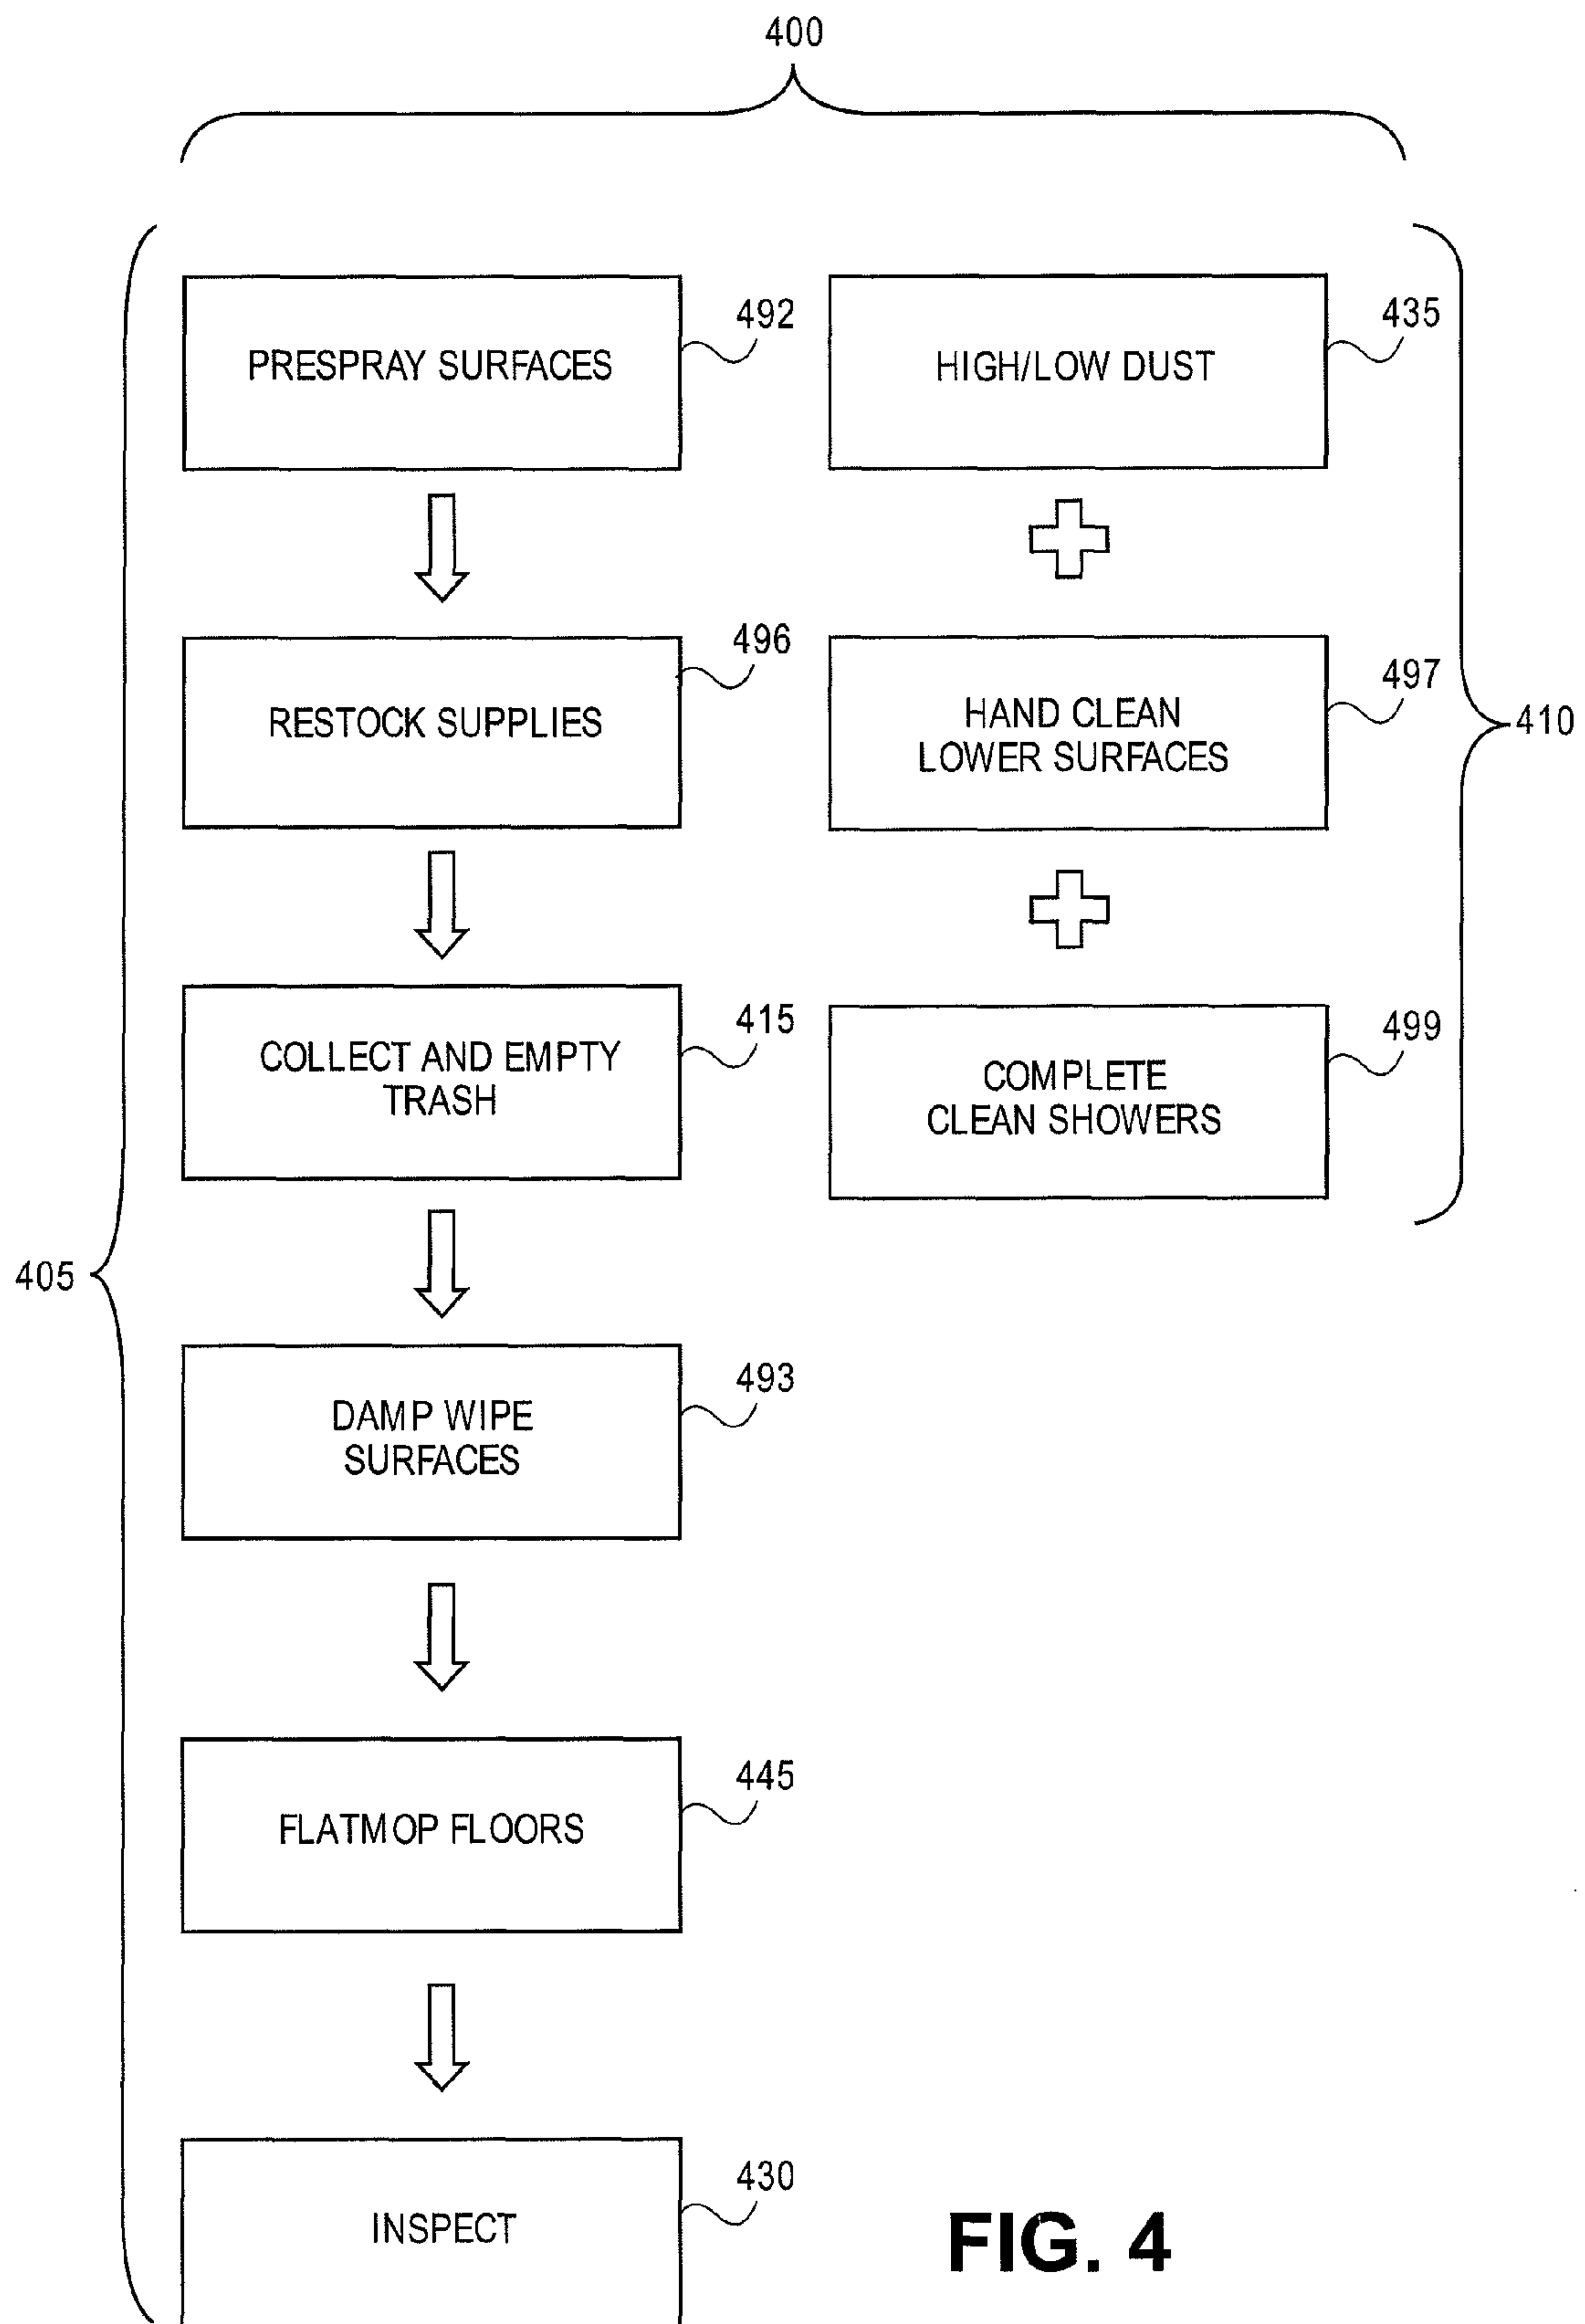 400
PRESPRAY SURFACES
492
HIGH/LOW DUST
435
RESTOCK SUPPLIES
496
HAND CLEAN
LOWER SURFACES
497
410
COLLECT AND EMPTY
TRASH
415
COMPLETE
CLEAN SHOWERS
499
405
DAMP WIPE
SURFACES
493
FLATMOP FLOORS
445
INSPECT
430
FIG. 4